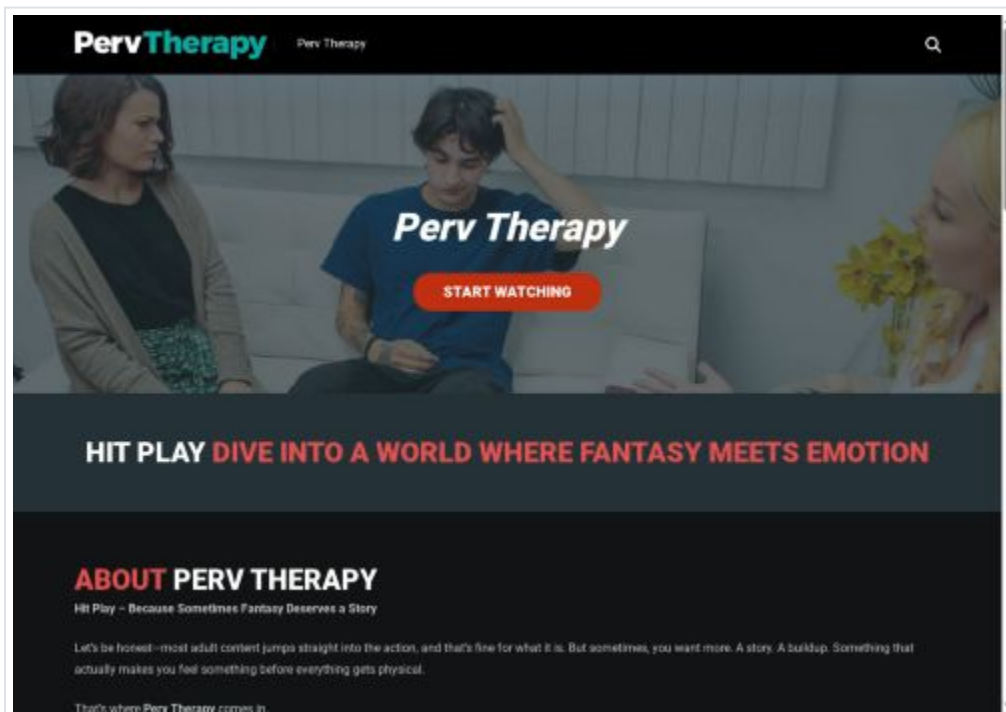 PervTherapy
Perv Therapy
Perv Therapy
START WATCHING
HIT PLAY DIVE INTO A WORLD WHERE FANTASY MEETS EMOTION
ABOUT PERV THERAPY
Hit Play – Because Sometimes Fantasy Deserves a Story
Let's be honest—most adult content jumps straight into the action, and that's fine for what it is. But sometimes, you want more. A story. A buildup. Something that
actually makes you feel something before everything gets physical.
That's where Perv Therapy comes in.